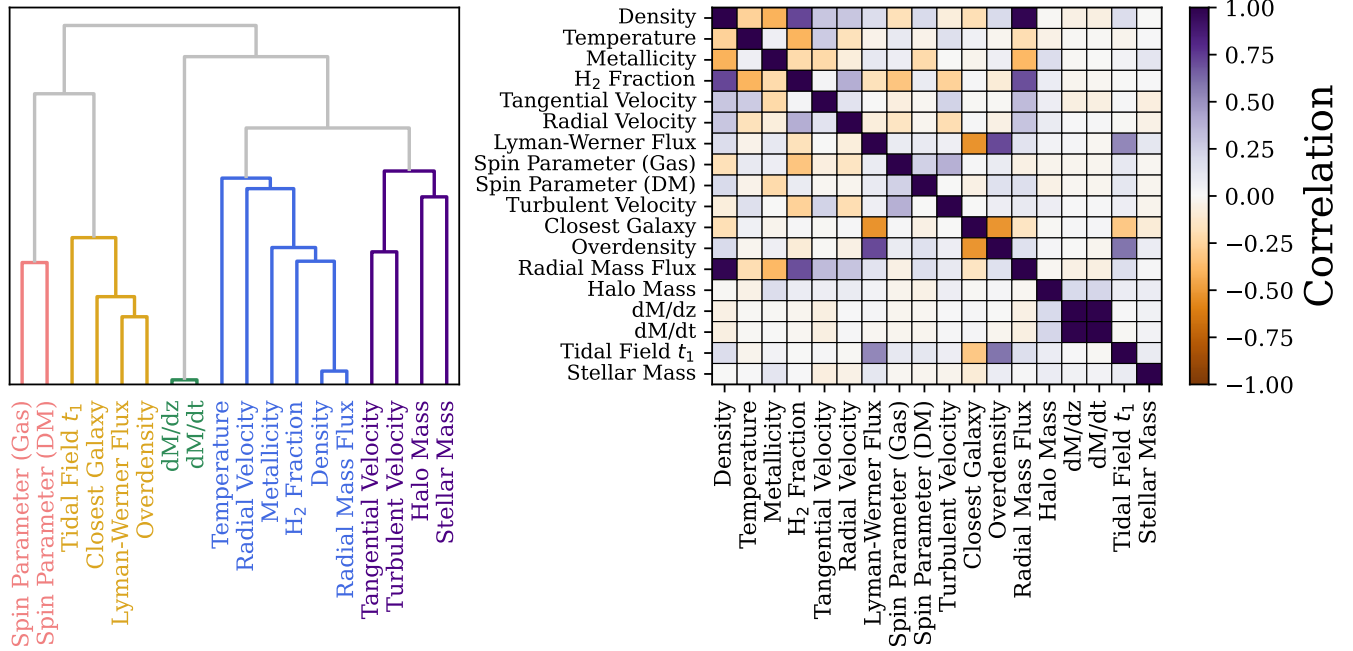 Spin Parameter (Gas)
Spin Parameter (DM)
Tidal Field t₁
Closest Galaxy
Lyman-Werner Flux
Overdensity
dM/dz
dM/dt
Temperature
Radial Velocity
Metallicity
H₂ Fraction
Density
Radial Mass Flux
Tangential Velocity
Turbulent Velocity
Halo Mass
Stellar Mass
Density
Temperature
Metallicity
H₂ Fraction
Tangential Velocity
Radial Velocity
Lyman-Werner Flux
Spin Parameter (Gas)
Spin Parameter (DM)
Turbulent Velocity
Closest Galaxy
Overdensity
Radial Mass Flux
Halo Mass
dM/dz
dM/dt
Tidal Field t₁
Stellar Mass
Density
Temperature
Metallicity
H₂ Fraction
Tangential Velocity
Radial Velocity
Lyman-Werner Flux
Spin Parameter (Gas)
Spin Parameter (DM)
Turbulent Velocity
Closest Galaxy
Overdensity
Radial Mass Flux
Halo Mass
dM/dz
dM/dt
Tidal Field t₁
Stellar Mass
1.00
0.75
0.50
0.25
0.00
−0.25
−0.50
−0.75
−1.00
Correlation